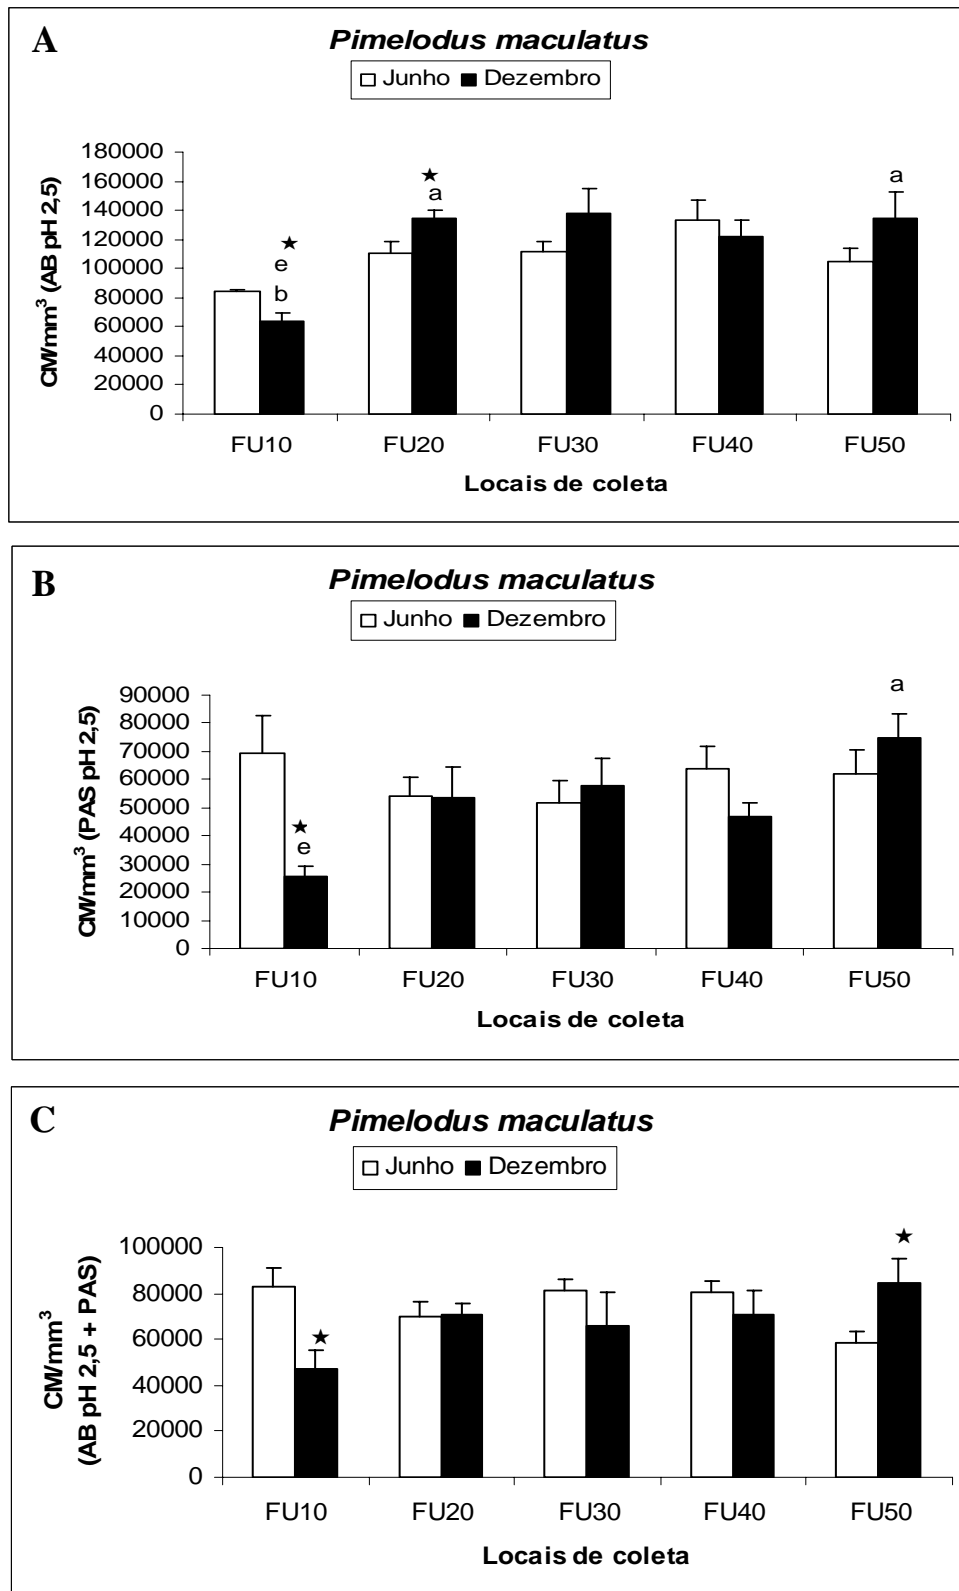 A
Pimelodus maculatus
Junho Dezembro
CM/mm³ (AB pH 2,5)
180000
160000
140000
120000
100000
80000
60000
40000
20000
0
★
e
b
★
a
a
FU10 FU20 FU30 FU40 FU50
Locais de coleta
B
Pimelodus maculatus
Junho Dezembro
CM/mm³ (PAS pH 2,5)
90000
80000
70000
60000
50000
40000
30000
20000
10000
0
★
e
a
FU10 FU20 FU30 FU40 FU50
Locais de coleta
C
Pimelodus maculatus
Junho Dezembro
CM/mm³
(AB pH 2,5 + PAS)
100000
80000
60000
40000
20000
0
★
★
FU10 FU20 FU30 FU40 FU50
Locais de coleta